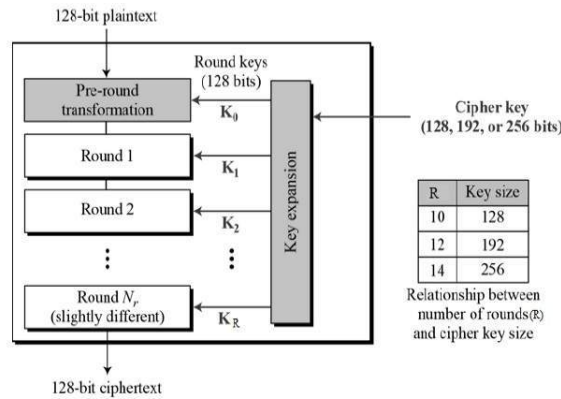 128-bit plaintext
Round keys
(128 bits)
Pre-round
transformation
K0
Cipher key
(128, 192, or 256 bits)
Round 1
K1
Key expansion
Round 2
K2
Round Nr
(slightly different)
KR
128-bit ciphertext
R Key size
10 128
12 192
14 256
Relationship between
number of rounds(R)
and cipher key size